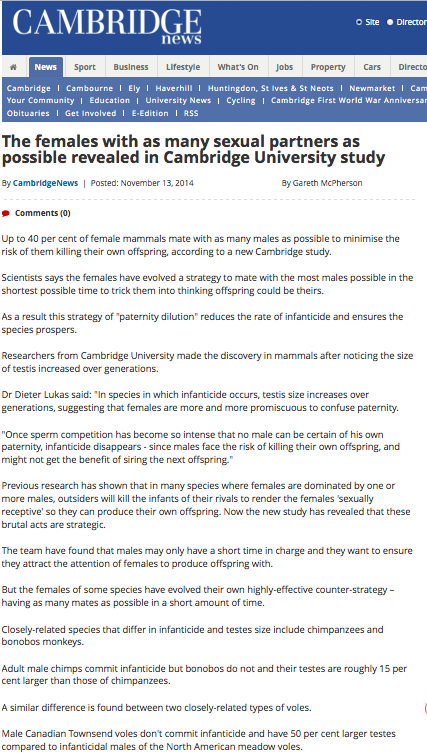 CAMBRIDGE
news
Site Director
News Sport Business Lifestyle What's On Jobs Property Cars Directo
Cambridge | Cambourne | Ely | Haverhill | Huntingdon, St Ives & St Neots | Newmarket | Cam
Your Community | Education | University News | Cycling | Cambridge First World War Anniversar
Obituaries | Get Involved | E-Edition | RSS
The females with as many sexual partners as
possible revealed in Cambridge University study
By CambridgeNews | Posted: November 13, 2014 By Gareth McPherson
Comments (0)
Up to 40 per cent of female mammals mate with as many males as possible to minimise the
risk of them killing their own offspring, according to a new Cambridge study.
Scientists says the females have evolved a strategy to mate with the most males possible in the
shortest possible time to trick them into thinking offspring could be theirs.
As a result this strategy of "paternity dilution" reduces the rate of infanticide and ensures the
species prospers.
Researchers from Cambridge University made the discovery in mammals after noticing the size
of testis increased over generations.
Dr Dieter Lukas said: "In species in which infanticide occurs, testis size increases over
generations, suggesting that females are more and more promiscuous to confuse paternity.
"Once sperm competition has become so intense that no male can be certain of his own
paternity, infanticide disappears - since males face the risk of killing their own offspring, and
might not get the benefit of siring the next offspring."
Previous research has shown that in many species where females are dominated by one or
more males, outsiders will kill the infants of their rivals to render the females 'sexually
receptive' so they can produce their own offspring. Now the new study has revealed that these
brutal acts are strategic.
The team have found that males may only have a short time in charge and they want to ensure
they attract the attention of females to produce offspring with.
But the females of some species have evolved their own highly-effective counter-strategy –
having as many mates as possible in a short amount of time.
Closely-related species that differ in infanticide and testes size include chimpanzees and
bonobos monkeys.
Adult male chimps commit infanticide but bonobos do not and their testes are roughly 15 per
cent larger than those of chimpanzees.
A similar difference is found between two closely-related types of voles.
Male Canadian Townsend voles don't commit infanticide and have 50 per cent larger testes
compared to infanticidal males of the North American meadow voles.